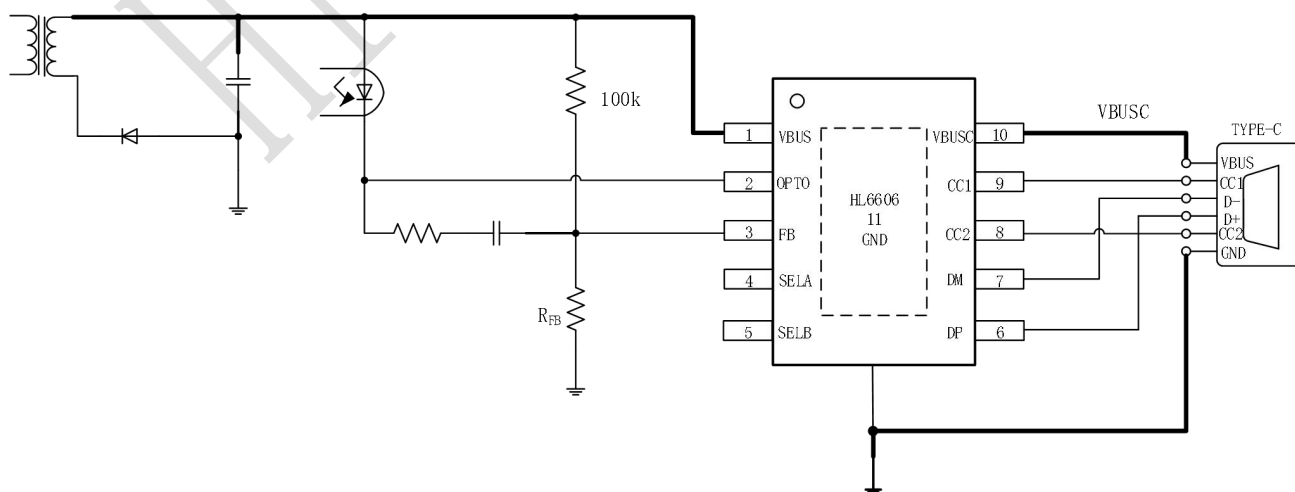 100k
R_FB
1
VBUS
2
OPTO
3
FB
4
SELA
5
SELB
HL6606
11
GND
VBUSC
10
CC1
9
CC2
8
DM
7
DP
6
VBUSC
TYPE-C
VBUS
CC1
D-
D+
CC2
GND